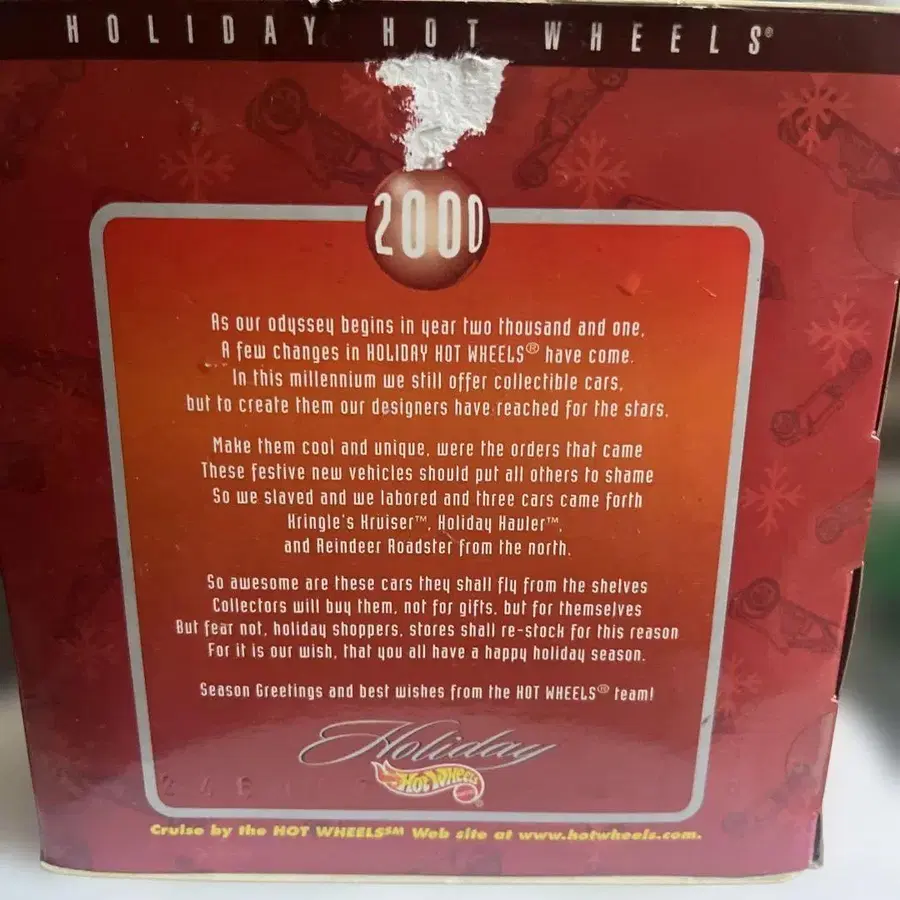 HOLIDAY HOT WHEELS®
2000
As our odyssey begins in year two thousand and one,
A few changes in HOLIDAY HOT WHEELS® have come.
In this millennium we still offer collectible cars,
but to create them our designers have reached for the stars.
Make them cool and unique, were the orders that came
These festive new vehicles should put all others to shame
So we slaved and we labored and three cars came forth
Kringle's Kruiser™, Holiday Hauler™,
and Reindeer Roadster from the north.
So awesome are these cars they shall fly from the shelves
Collectors will buy them, not for gifts, but for themselves
But fear not, holiday shoppers, stores shall re-stock for this reason
For it is our wish, that you all have a happy holiday season.
Season Greetings and best wishes from the HOT WHEELS® team!
Holiday
Hot Wheels
Cruise by the HOT WHEELS℠ Web site at www.hotwheels.com.